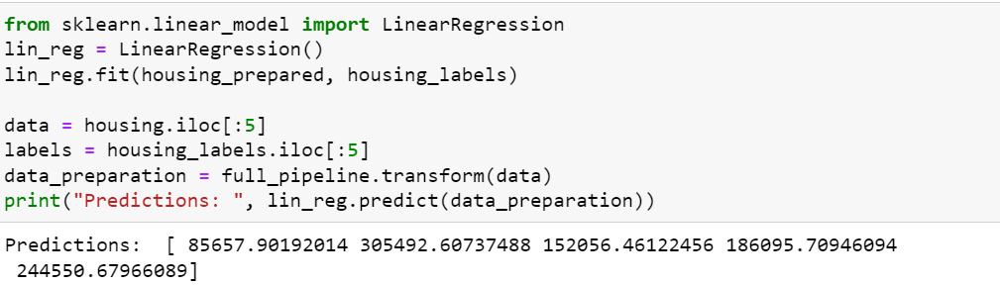 from sklearn.linear_model import LinearRegression
lin_reg = LinearRegression()
lin_reg.fit(housing_prepared, housing_labels)
data = housing.iloc[:5]
labels = housing_labels.iloc[:5]
data_preparation = full_pipeline.transform(data)
print("Predictions: ", lin_reg.predict(data_preparation))
Predictions:  [ 85657.90192014 305492.60737488 152056.46122456 186095.70946094
 244550.67966089]